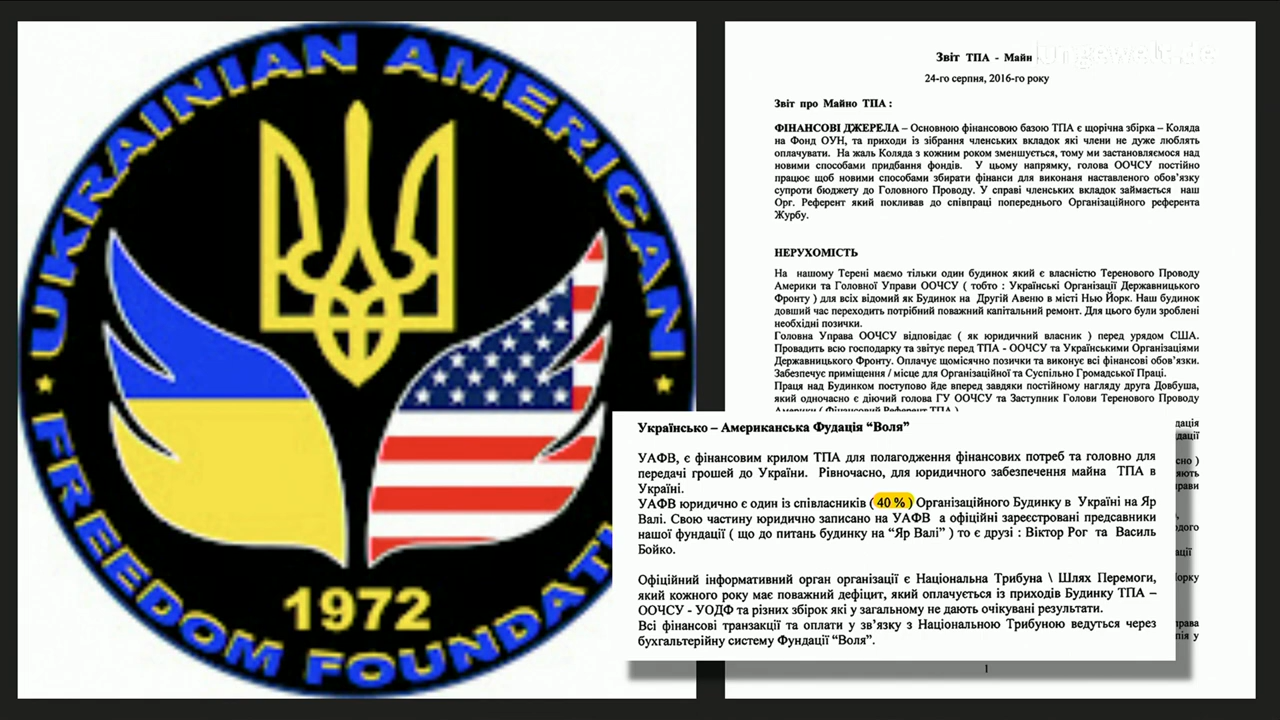 UKRAINIAN AMERICAN
FREEDOM FOUNDATI
1972
Звіт ТПА - Майн
24-го серпня, 2016-го року
Звіт про Майно ТПА :
ФІНАНСОВІ ДЖЕРЕЛА – Основною фінансовою базою ТПА є щорічна збірка – Коляда
на Фонд ОУН, та приходи із зібрання членських вкладок які члени не дуже люблять
оплачувати. На жаль Коляда з кожним роком зменшується, тому ми застановляємося над
новими способами придбання фондів. У цьому напрямку, голова ООЧСУ постійно
працює щоб новими способами збирати фінанси для виконаня наставленого обов'язку
супроти бюджету до Головного Проводу. У справі членських вкладок займається наш
Орг. Референт який покливав до співпраці попереднього Організаційного референта
Журбу.
НЕРУХОМІСТЬ
На нашому Терені маємо тільки один будинок який є власністю Теренового Проводу
Америки та Головної Управи ООЧСУ ( тобто : Української Організації Державницького
Фронту ) для всіх відомий як Будинок на Другій Авеню в місті Нью Йорк. Наш будинок
довший час переходить потрібний поважний капітальний ремонт. Для цього були зроблені
необхідні позички.
Головна Управа ООЧСУ відповідає ( як юридичний власник ) перед урядом США.
Провадить всю господарку та звітує перед ТПА - ООЧСУ та Українськими Організаціями
Державницького Фронту. Оплачує щомісячно позички та виконує всі фінансові обов'язки.
Забезпечує приміщення / місце для Організаційної та Суспільно Громадської Праці.
Праця над Будинком поступово йде вперед завдяки постійному нагляду друга Довбуша,
який одночасно є діючий голова ГУ ООЧСУ та Заступник Голови Теренового Проводу
Америки ( Фінансовий Референт ТПА )
Українсько – Американська Фудація “Воля”
УАФВ, є фінансовим крилом ТПА для полагодження фінансових потреб та головно для
передачі грошей до України. Рівночасно, для юридичного забезпечення майна ТПА в
Україні.
УАФВ юридично є один із співласників ( 40 % ) Організаційного Будинку в Україні на Яр
Валі. Свою частину юридично записано на УАФВ а офіційні зареєстровані предсавники
нашої фундації ( що до питань будинку на “Яр Валі” ) то є друзі : Віктор Рог та Василь
Бойко.
Офіційний інформативний орган організації є Національна Трибуна \ Шлях Перемоги,
який кожного року має поважний дефіцит, який оплачується із приходів Будинку ТПА –
ООЧСУ - УОДФ та різних збірок які у загальному не дають очікувані результати.
Всі фінансові транзакції та оплати у зв’язку з Національною Трибуною ведуться через
бухгальтерійну систему Фундації “Воля”.
1